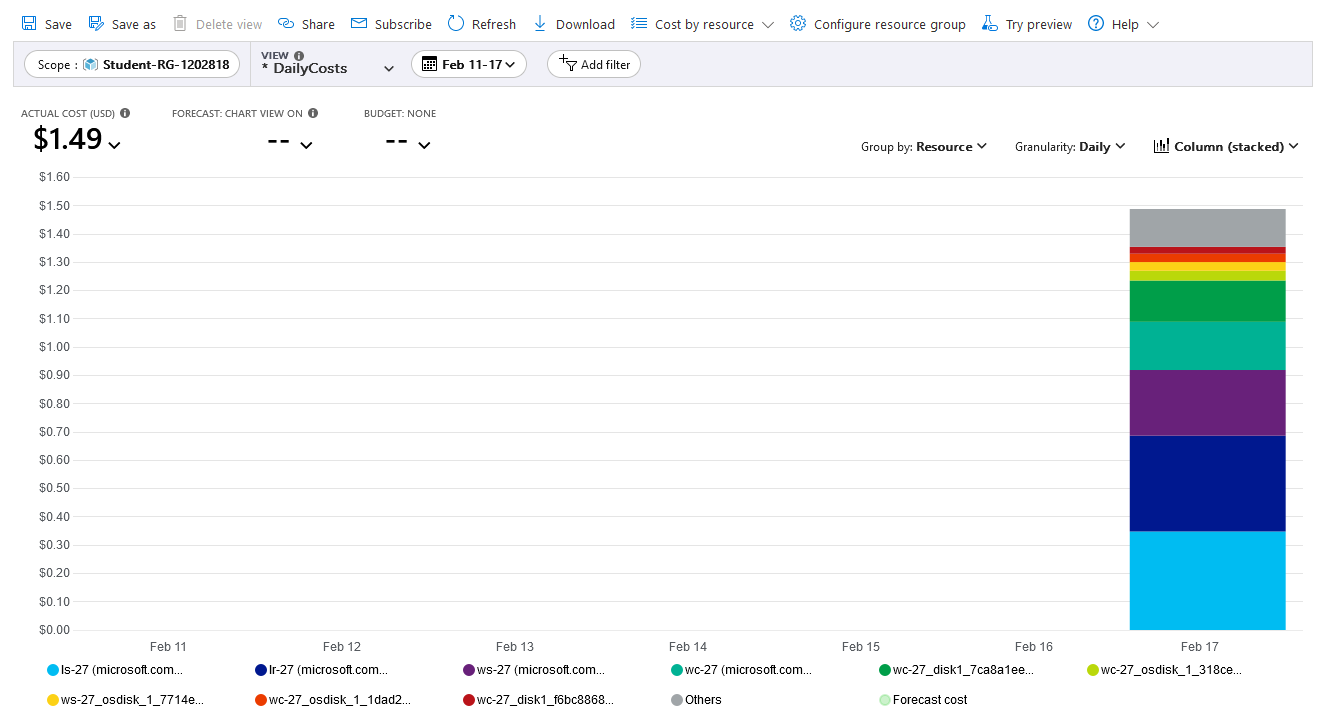 Save Save as Delete view Share Subscribe Refresh Download Cost by resource Configure resource group Try preview Help
Scope : Student-RG-1202818
VIEW
* DailyCosts
Feb 11-17
Add filter
ACTUAL COST (USD) FORECAST: CHART VIEW ON BUDGET: NONE
$1.49 -- --
Group by: Resource Granularity: Daily Column (stacked)
$1.60
$1.50
$1.40
$1.30
$1.20
$1.10
$1.00
$0.90
$0.80
$0.70
$0.60
$0.50
$0.40
$0.30
$0.20
$0.10
$0.00
Feb 11 Feb 12 Feb 13 Feb 14 Feb 15 Feb 16 Feb 17
ls-27 (microsoft.com... lr-27 (microsoft.com... ws-27 (microsoft.com... wc-27 (microsoft.com... wc-27_disk1_7ca8a1ee... wc-27_osdisk_1_318ce...
ws-27_osdisk_1_7714e... wc-27_osdisk_1_1dad2... wc-27_disk1_f6bc8868... Others Forecast cost